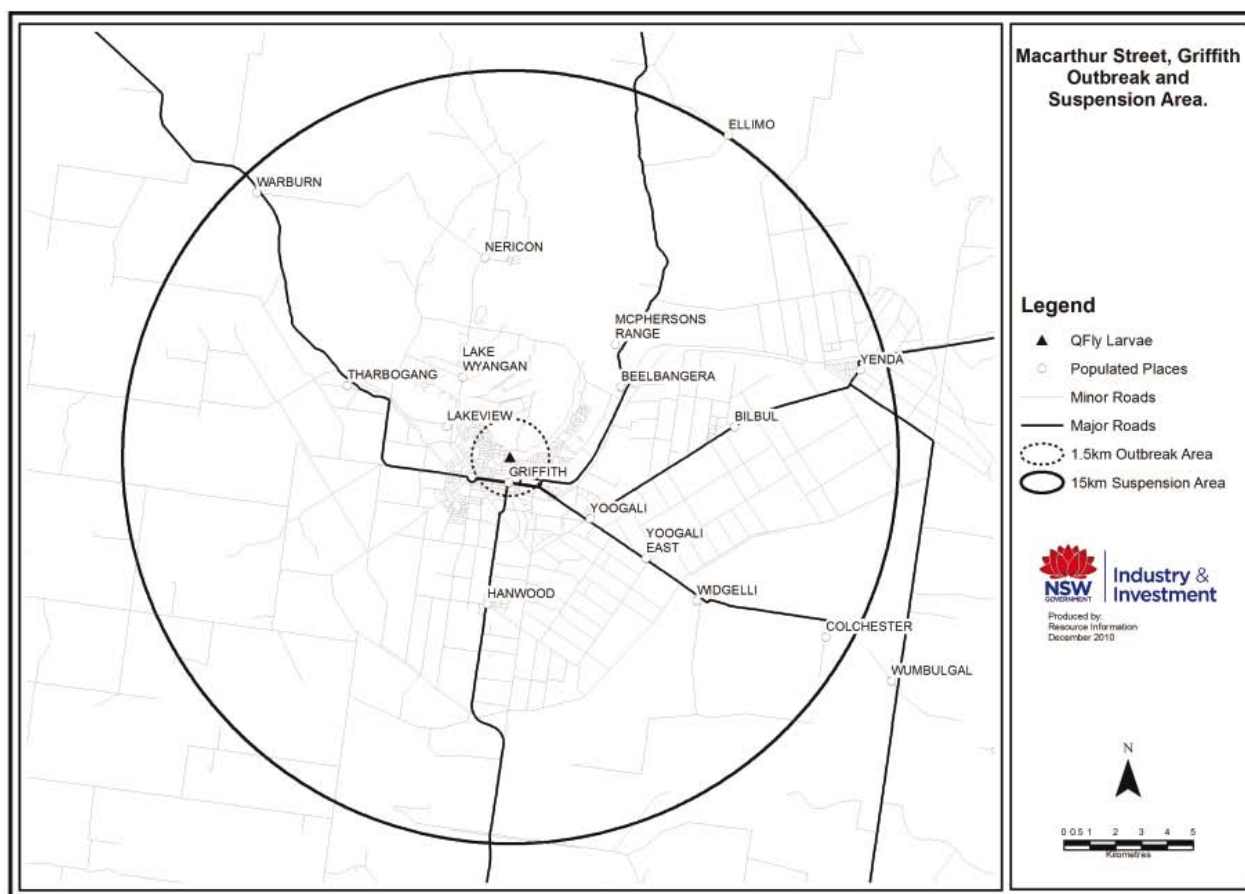 Macarthur Street, Griffith
Outbreak and
Suspension Area.
ELLIMO
WARBURN
NERICON
MCPHERSONS
RANGE
LAKE
WYANGAN
YENDA
THARBOGANG
BEELBANGERA
LAKEVIEW
BILBUL
GRIFFITH
YOOGALI
YOOGALI
EAST
HANWOOD
WIDGELLI
COLCHESTER
WUMBULGAL
Legend
QFly Larvae
Populated Places
Minor Roads
Major Roads
1.5km Outbreak Area
15km Suspension Area
NSW
GOVERNMENT
Industry &
Investment
Produced by:
Resource Information
December 2010
N
0 0.5 1 2 3 4 5
Kilometres